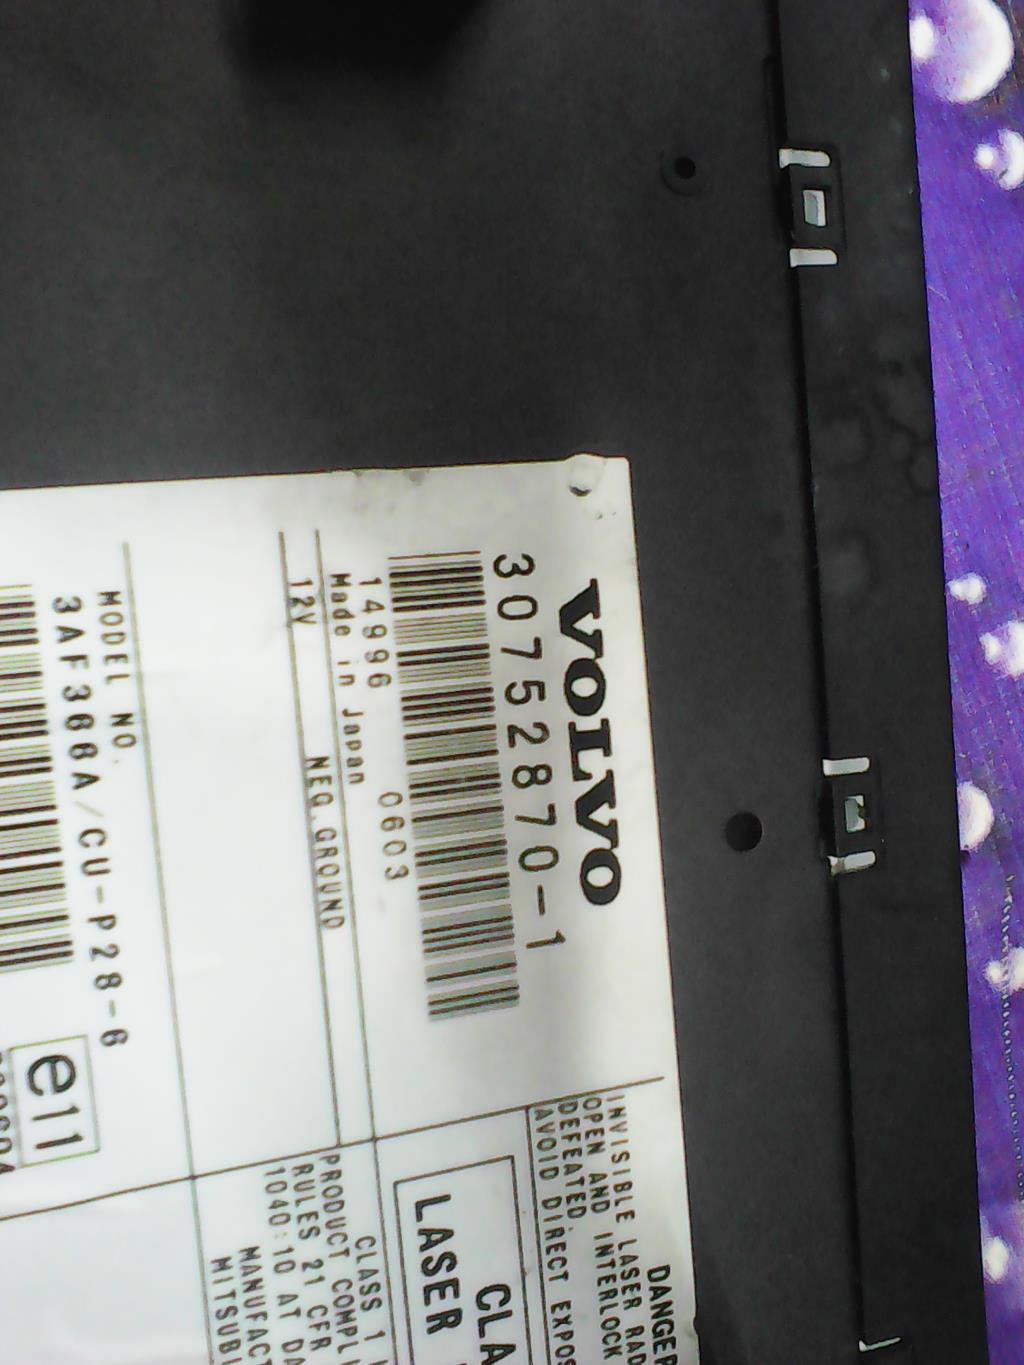 VOLVO
30752870-1
14996 0603
Made in Japan
12V NEG.GROUND
MODEL NO.
3AF366A/CU-P28-6
e11
DANGER
INVISIBLE LASER RAD
OPEN AND INTERLOCK
DEFEATED.
AVOID DIRECT EXPOS
CLA
LASER
CLASS 1
PRODUCT COMPLI
RULES 21 CFR
1040:10 AT DA
MANUFACT
MITSUBI